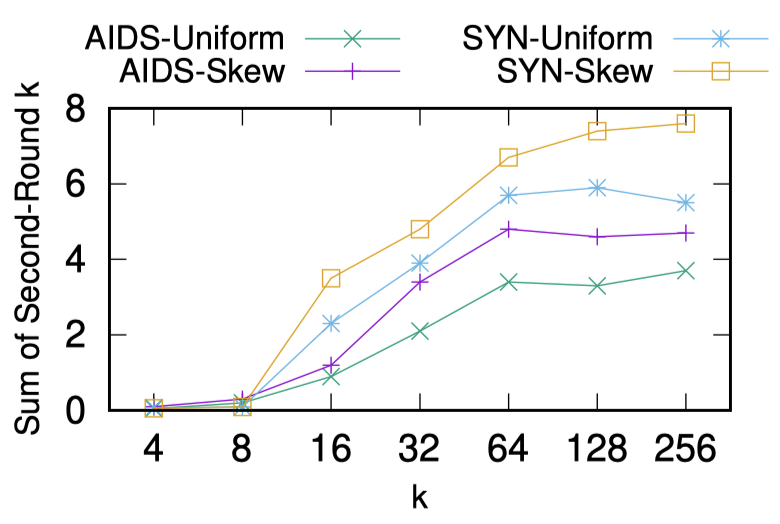 AIDS-Uniform
SYN-Uniform
AIDS-Skew
SYN-Skew
Sum of Second-Round k
8
6
4
2
0
4 8 16 32 64 128 256
k